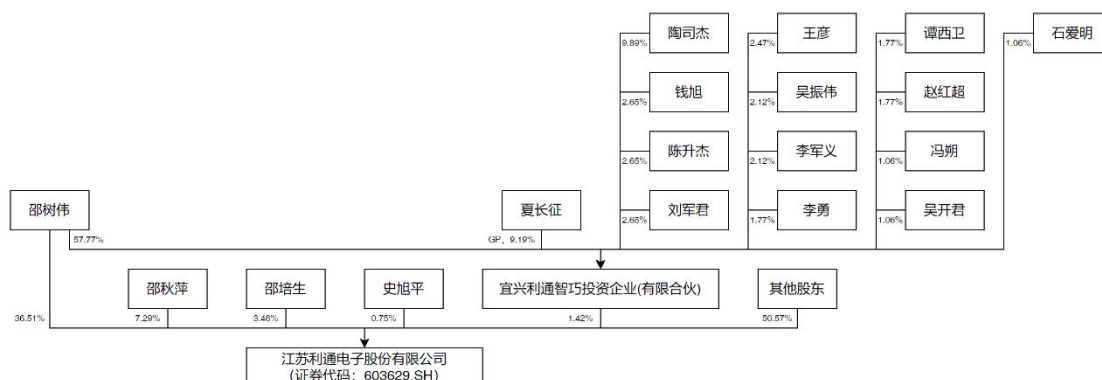 陶司杰
王彦
谭西卫
石爱明
9.89%
2.47%
1.77%
1.06%
钱旭
吴振伟
赵红超
2.65%
2.12%
1.77%
陈升杰
李军义
冯朔
2.65%
2.12%
1.06%
邵树伟
夏长征
刘军君
李勇
吴开君
2.65%
1.77%
1.06%
57.77%
GP，9.19%
邵秋萍
邵培生
史旭平
宜兴利通智巧投资企业(有限合伙)
其他股东
36.51%
7.29%
3.46%
0.75%
1.42%
50.57%
江苏利通电子股份有限公司
（证券代码：603629.SH）